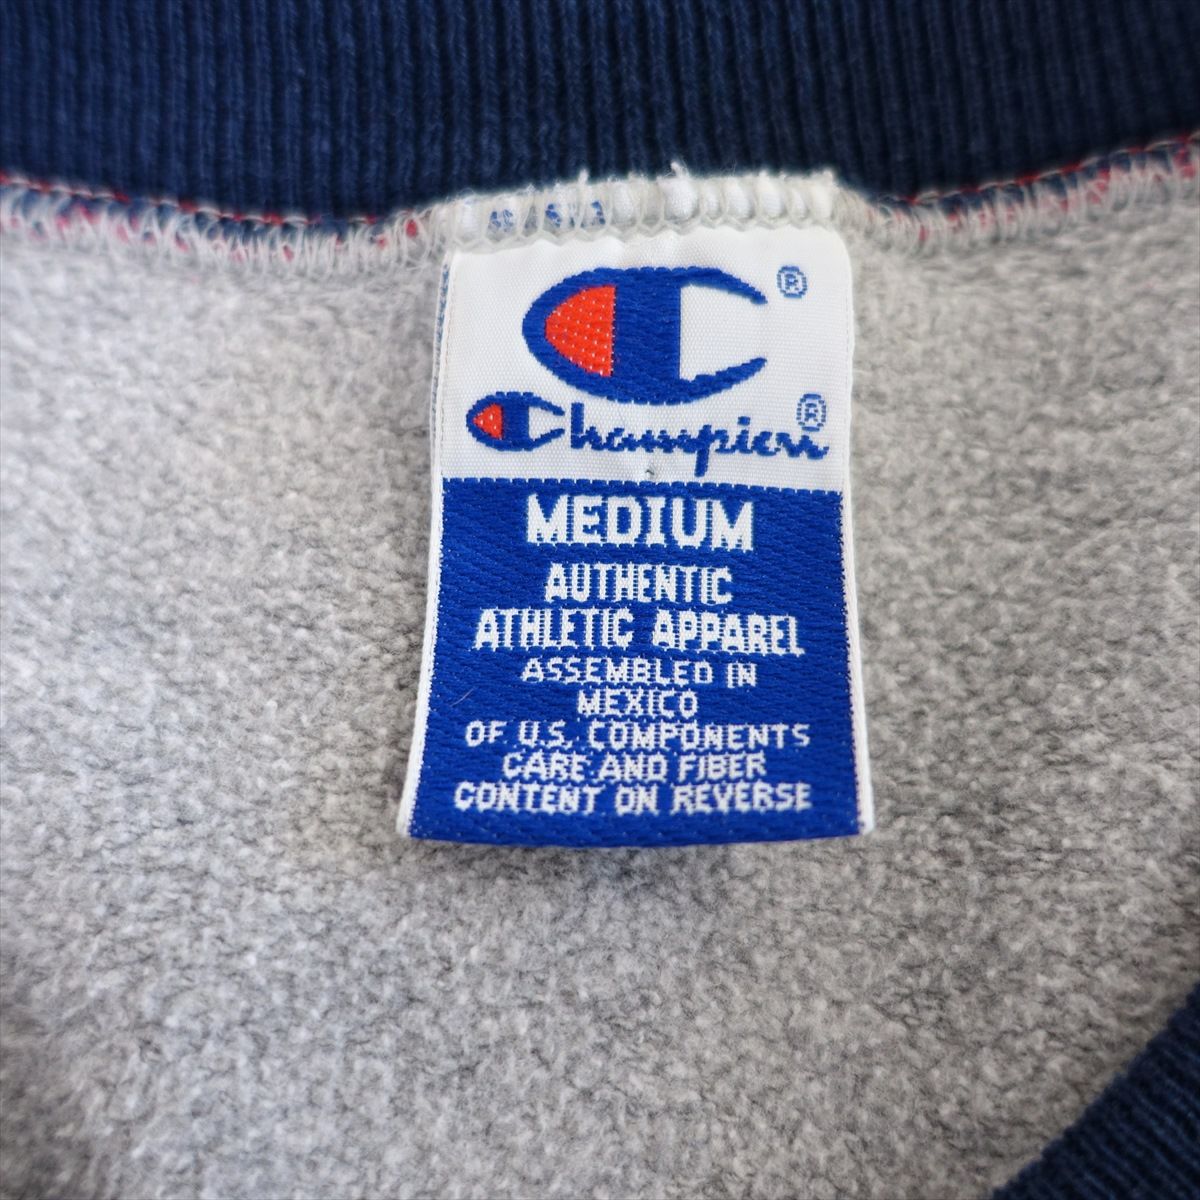 ®
Champion®
MEDIUM
AUTHENTIC
ATHLETIC APPAREL
ASSEMBLED IN
MEXICO
OF U.S. COMPONENTS
CARE AND FIBER
CONTENT ON REVERSE